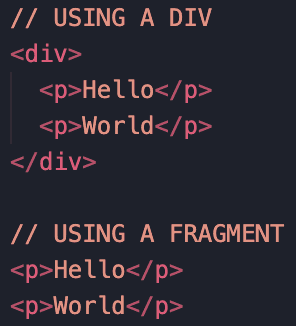 // USING A DIV
<div>
  <p>Hello</p>
  <p>World</p>
</div>

// USING A FRAGMENT
<p>Hello</p>
<p>World</p>